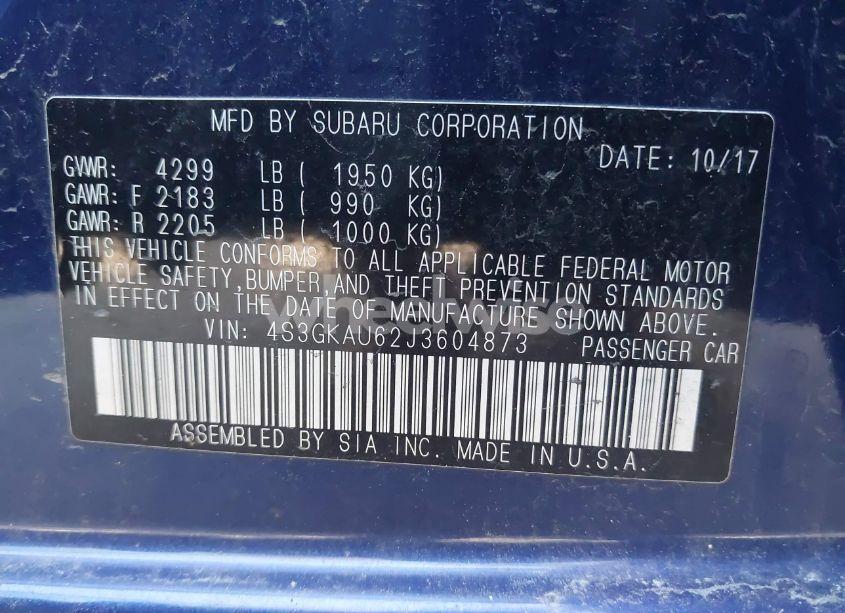 MFD BY SUBARU CORPORATION
DATE: 10/17
GVWR: 4299 LB ( 1950 KG)
GAWR: F 2183 LB ( 990 KG)
GAWR: R 2205 LB ( 1000 KG)
THIS VEHICLE CONFORMS TO ALL APPLICABLE FEDERAL MOTOR
VEHICLE SAFETY,BUMPER,AND THEFT PREVENTION STANDARDS
IN EFFECT ON THE DATE OF MANUFACTURE SHOWN ABOVE.
VIN: 4S3GKAU62J3604873 PASSENGER CAR
ASSEMBLED BY SIA INC. MADE IN U.S.A.